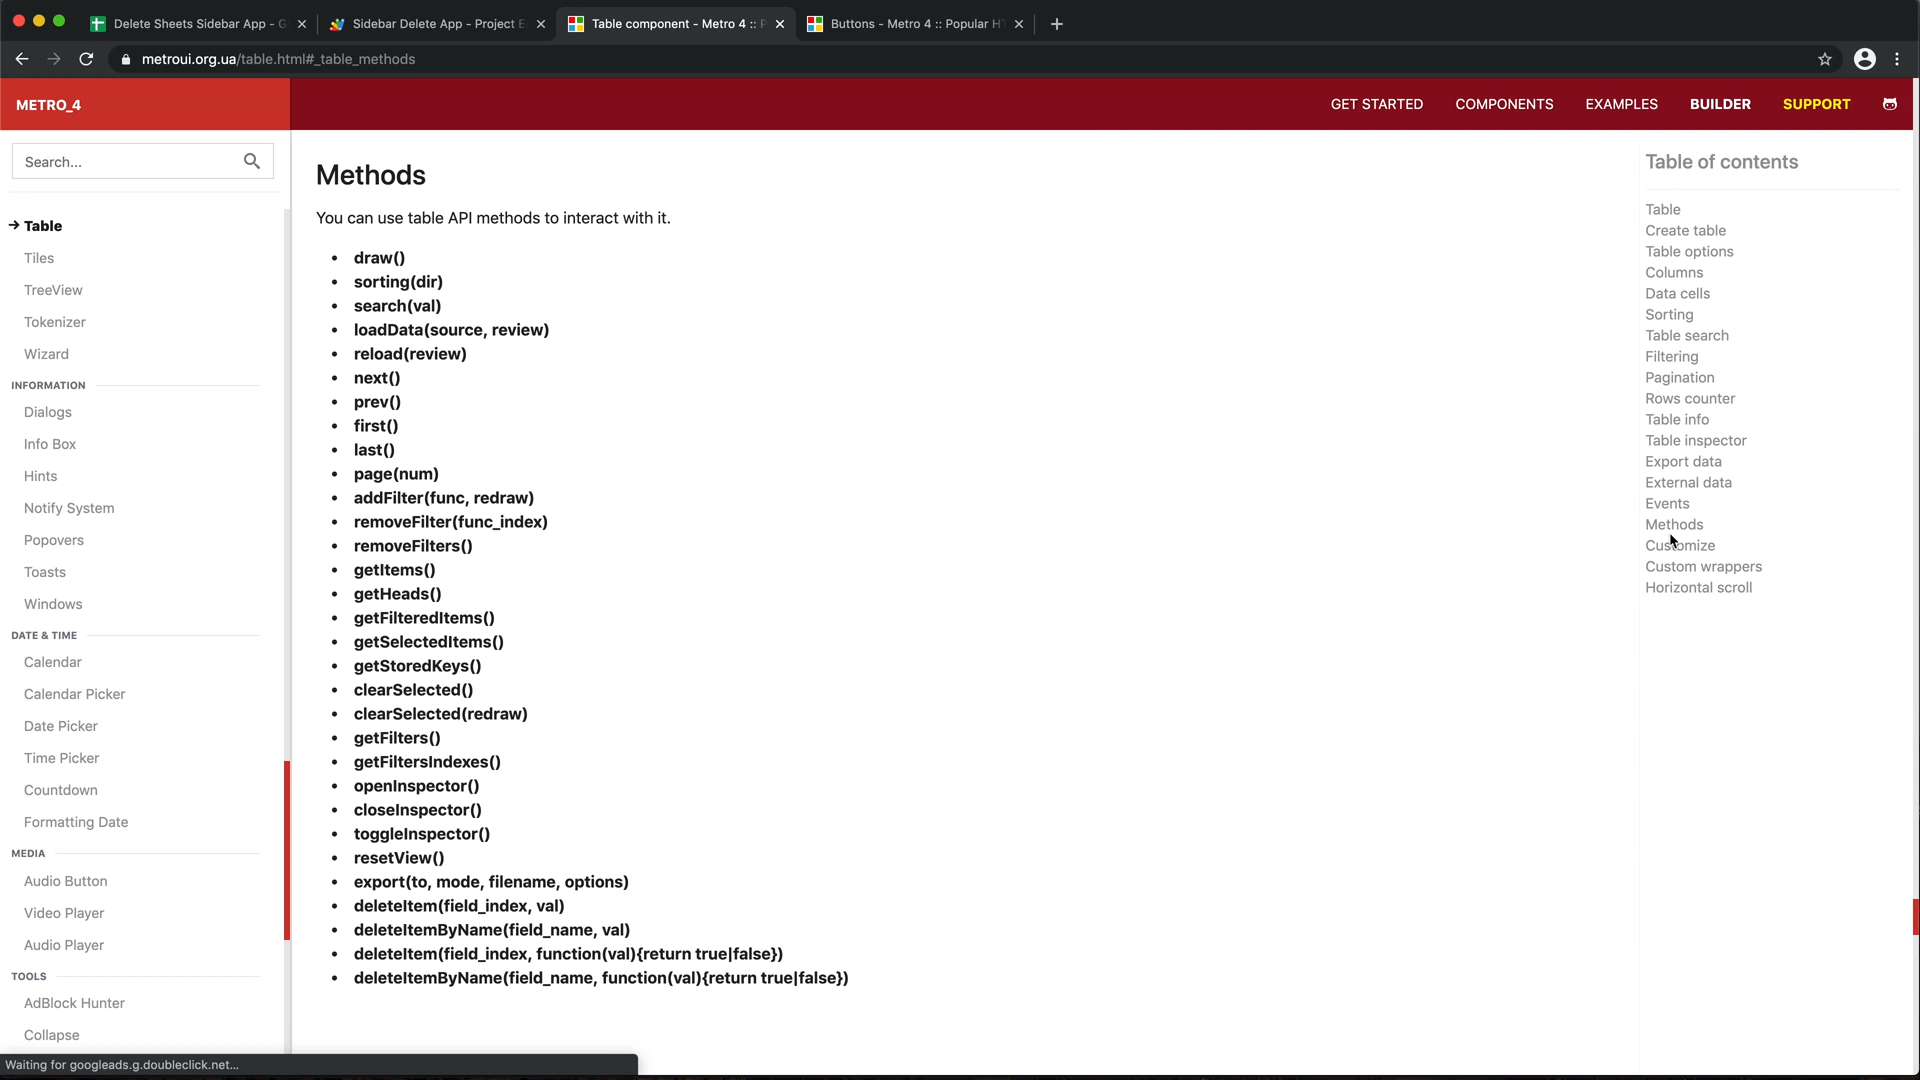 Delete Sheets Sidebar App - G
Sidebar Delete App - Project E
Table component - Metro 4 :: P
Buttons - Metro 4 :: Popular HT
metroui.org.ua/table.html#_table_methods
METRO_4
GET STARTED
COMPONENTS
EXAMPLES
BUILDER
SUPPORT
Search...
Table
Tiles
TreeView
Tokenizer
Wizard
INFORMATION
Dialogs
Info Box
Hints
Notify System
Popovers
Toasts
Windows
DATE & TIME
Calendar
Calendar Picker
Date Picker
Time Picker
Countdown
Formatting Date
MEDIA
Audio Button
Video Player
Audio Player
TOOLS
AdBlock Hunter
Collapse
Methods
You can use table API methods to interact with it.
• draw()
• sorting(dir)
• search(val)
• loadData(source, review)
• reload(review)
• next()
• prev()
• first()
• last()
• page(num)
• addFilter(func, redraw)
• removeFilter(func_index)
• removeFilters()
• getItems()
• getHeads()
• getFilteredItems()
• getSelectedItems()
• getStoredKeys()
• clearSelected()
• clearSelected(redraw)
• getFilters()
• getFiltersIndexes()
• openInspector()
• closeInspector()
• toggleInspector()
• resetView()
• export(to, mode, filename, options)
• deleteItem(field_index, val)
• deleteItemByName(field_name, val)
• deleteItem(field_index, function(val){return true|false})
• deleteItemByName(field_name, function(val){return true|false})
Table of contents
Table
Create table
Table options
Columns
Data cells
Sorting
Table search
Filtering
Pagination
Rows counter
Table info
Table inspector
Export data
External data
Events
Methods
Customize
Custom wrappers
Horizontal scroll
Waiting for googleads.g.doubleclick.net...